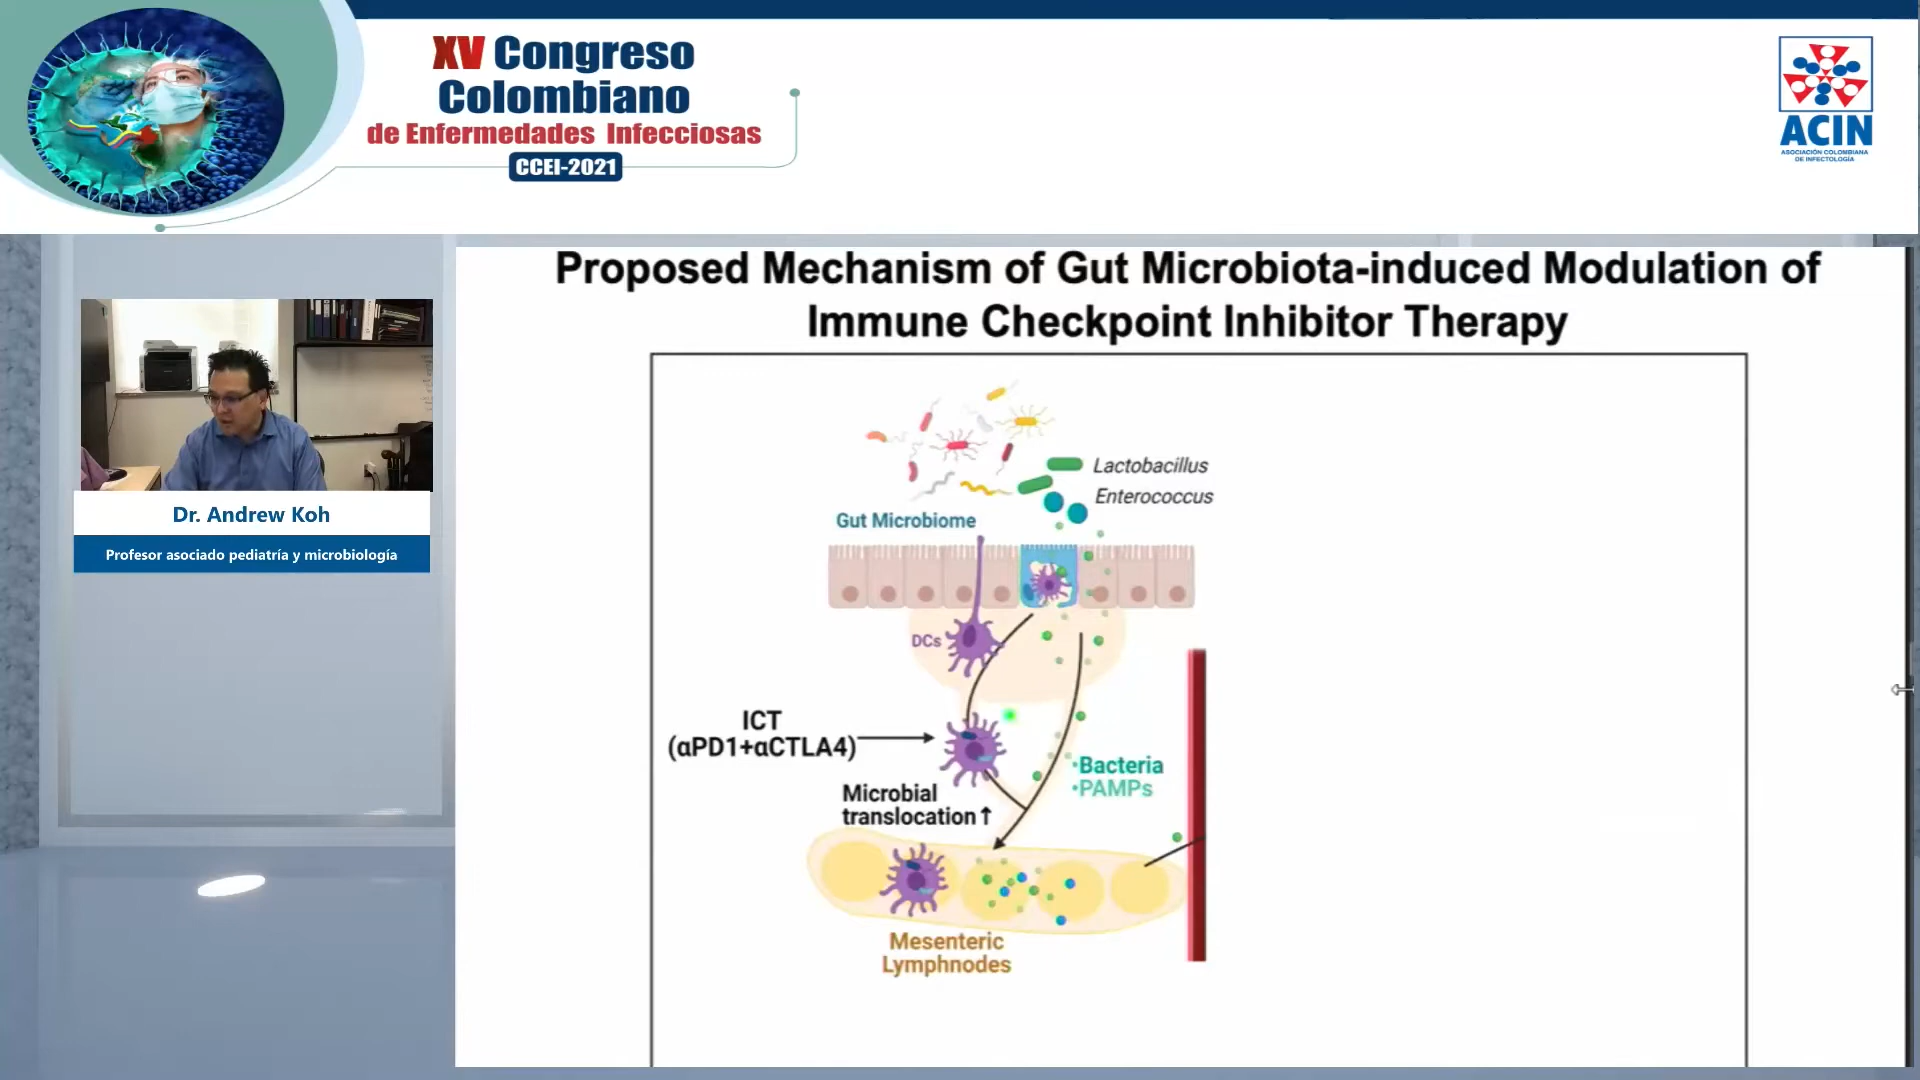 XV Congreso
Colombiano
de Enfermedades Infecciosas
CCEI-2021
ACIN
ASOCIACIÓN COLOMBIANA
DE INFECTOLOGÍA
Dr. Andrew Koh
Profesor asociado pediatría y microbiología
Proposed Mechanism of Gut Microbiota-induced Modulation of
Immune Checkpoint Inhibitor Therapy
Lactobacillus
Enterococcus
Gut Microbiome
DCs
ICT
(αPD1+αCTLA4)
•Bacteria
•PAMPs
Microbial
translocation↑
Mesenteric
Lymphnodes